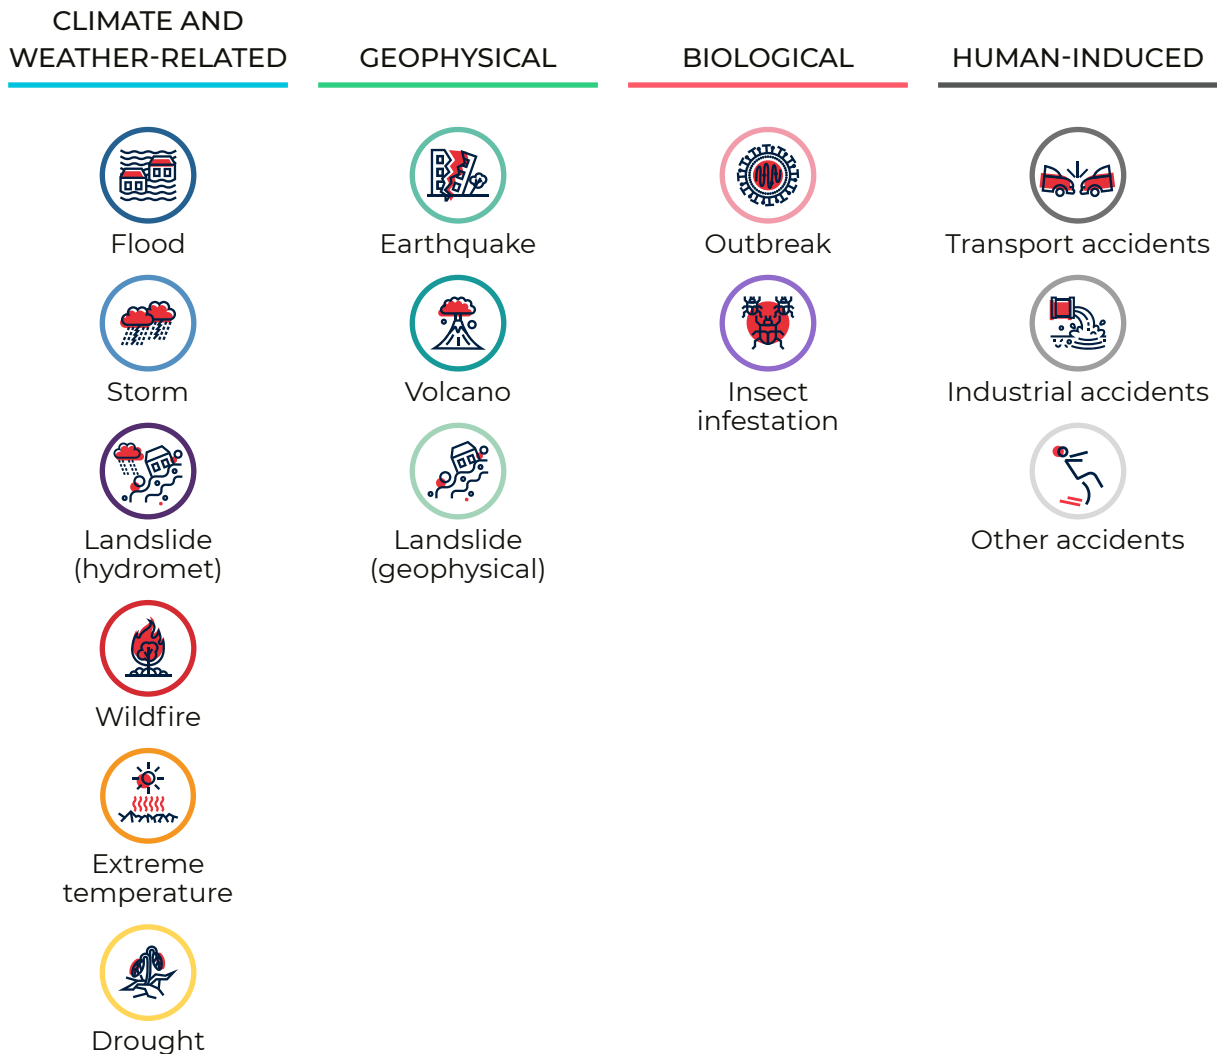 CLIMATE AND
WEATHER-RELATED
GEOPHYSICAL
BIOLOGICAL
HUMAN-INDUCED
Flood
Earthquake
Outbreak
Transport accidents
Storm
Volcano
Insect
infestation
Industrial accidents
Landslide
(hydromet)
Landslide
(geophysical)
Other accidents
Wildfire
Extreme
temperature
Drought